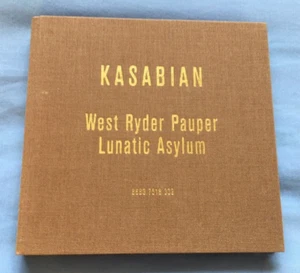 KASABIAN
West Ryder Pauper
Lunatic Asylum